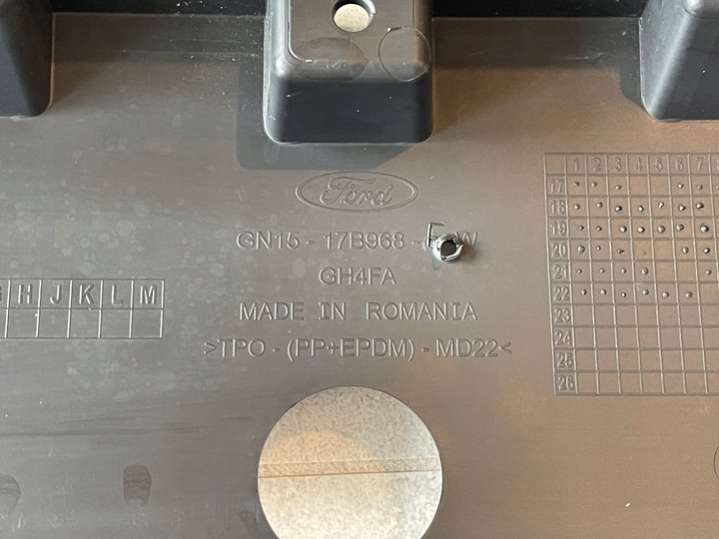 Ford
GN15 - 17B968 - W
GH4FA
MADE IN ROMANIA
>TPO - (PP+EPDM) - MD22<
H J K L M
1 2 3 4 5 6 7
17
18
19
20
21
22
23
24
25
26